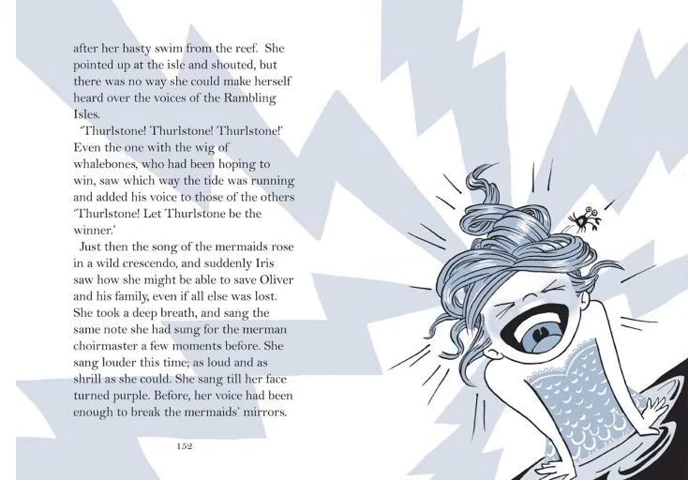 after her hasty swim from the reef. She
pointed up at the isle and shouted, but
there was no way she could make herself
heard over the voices of the Rambling
Isles.
‘Thurlstone! Thurlstone! Thurlstone!’
Even the one with the wig of
whalebones, who had been hoping to
win, saw which way the tide was running
and added his voice to those of the others
‘Thurlstone! Let Thurlstone be the
winner.’
Just then the song of the mermaids rose
in a wild crescendo, and suddenly Iris
saw how she might be able to save Oliver
and his family, even if all else was lost.
She took a deep breath, and sang the
same note she had sung for the merman
choirmaster a few moments before. She
sang louder this time; as loud and as
shrill as she could. She sang till her face
turned purple. Before, her voice had been
enough to break the mermaids’ mirrors.
152